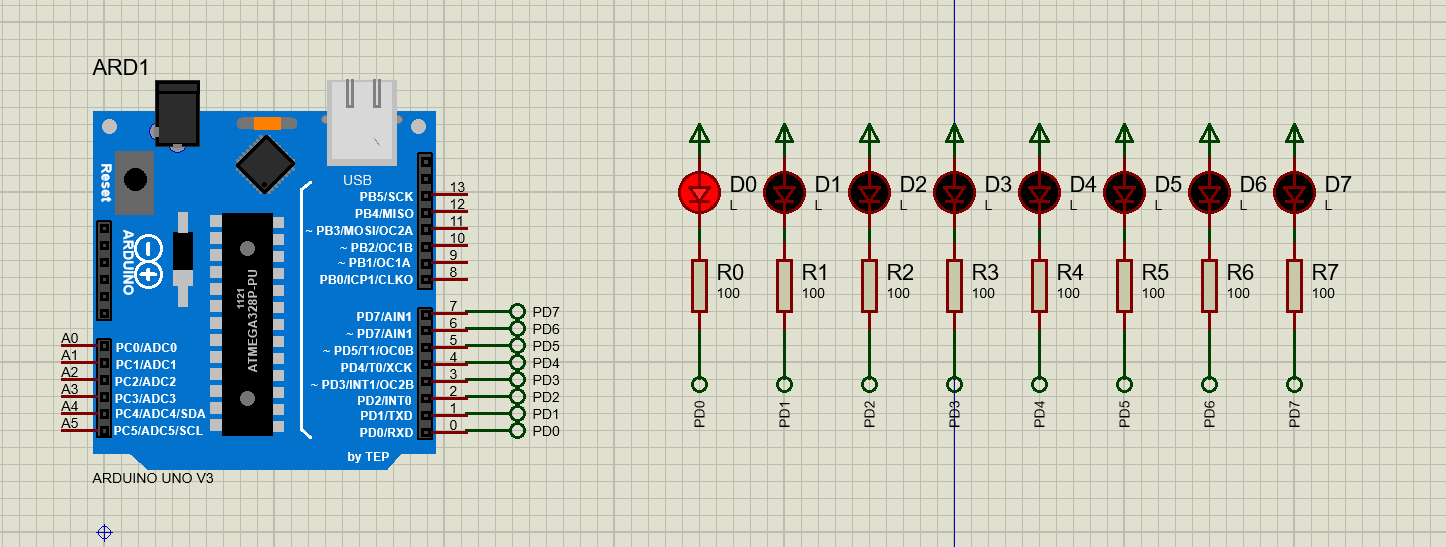 ARD1
Reset
USB
ARDUINO
1121
ATMEGA328P-PU
PB5/SCK 13
PB4/MISO 12
~ PB3/MOSI/OC2A 11
~ PB2/OC1B 10
~ PB1/OC1A 9
PB0/ICP1/CLKO 8
PD7/AIN1 7 PD7
~ PD7/AIN1 6 PD6
~ PD5/T1/OC0B 5 PD5
PD4/T0/XCK 4 PD4
~ PD3/INT1/OC2B 3 PD3
PD2/INT0 2 PD2
PD1/TXD 1 PD1
PD0/RXD 0 PD0
A0 PC0/ADC0
A1 PC1/ADC1
A2 PC2/ADC2
A3 PC3/ADC3
A4 PC4/ADC4/SDA
A5 PC5/ADC5/SCL
by TEP
ARDUINO UNO V3
D0 D1 D2 D3 D4 D5 D6 D7
L L L L L L L L
R0 R1 R2 R3 R4 R5 R6 R7
100 100 100 100 100 100 100 100
PD0 PD1 PD2 PD3 PD4 PD5 PD6 PD7